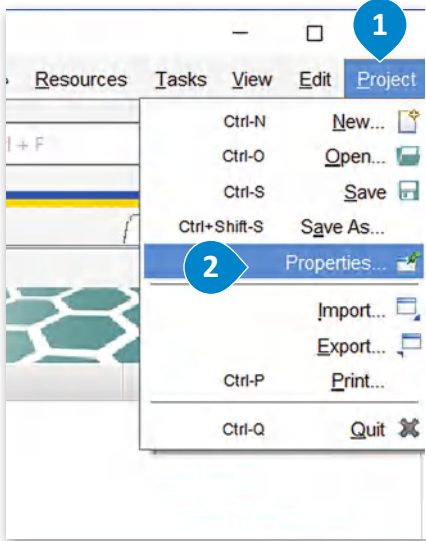 1
Resources Tasks View Edit Project
Ctrl-N New...
+ F
Ctrl-O Open...
Ctrl-S Save
Ctrl+Shift-S Save As...
2 Properties...
Import...
Export...
Ctrl-P Print...
Ctrl-Q Quit